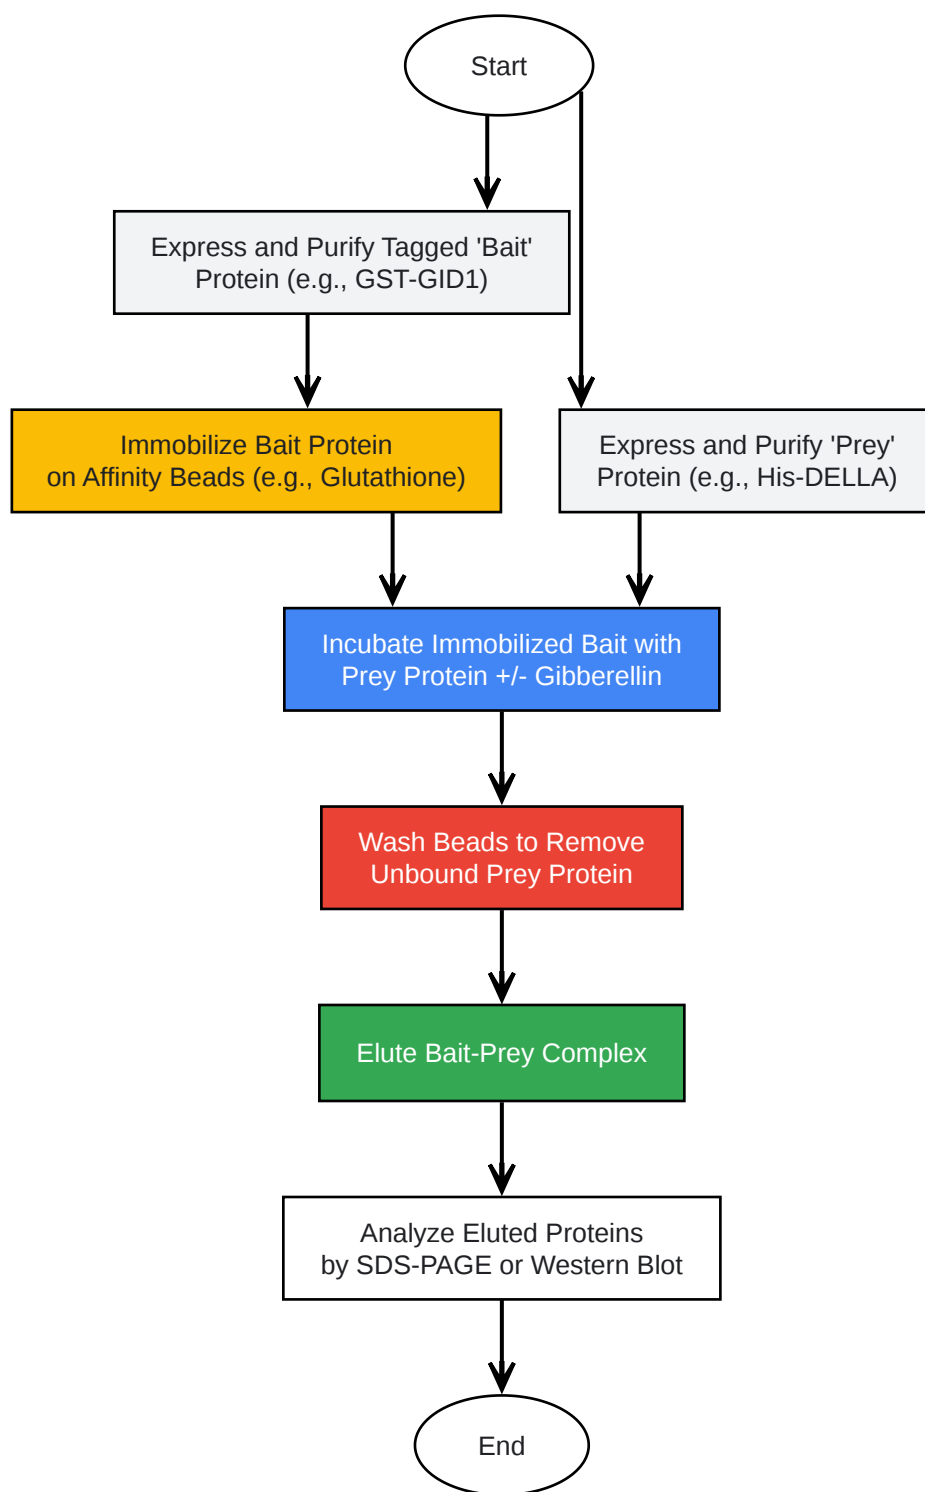 Start
Express and Purify Tagged 'Bait'
Protein (e.g., GST-GID1)
Immobilize Bait Protein
on Affinity Beads (e.g., Glutathione)
Express and Purify 'Prey'
Protein (e.g., His-DELLA)
Incubate Immobilized Bait with
Prey Protein +/- Gibberellin
Wash Beads to Remove
Unbound Prey Protein
Elute Bait-Prey Complex
Analyze Eluted Proteins
by SDS-PAGE or Western Blot
End